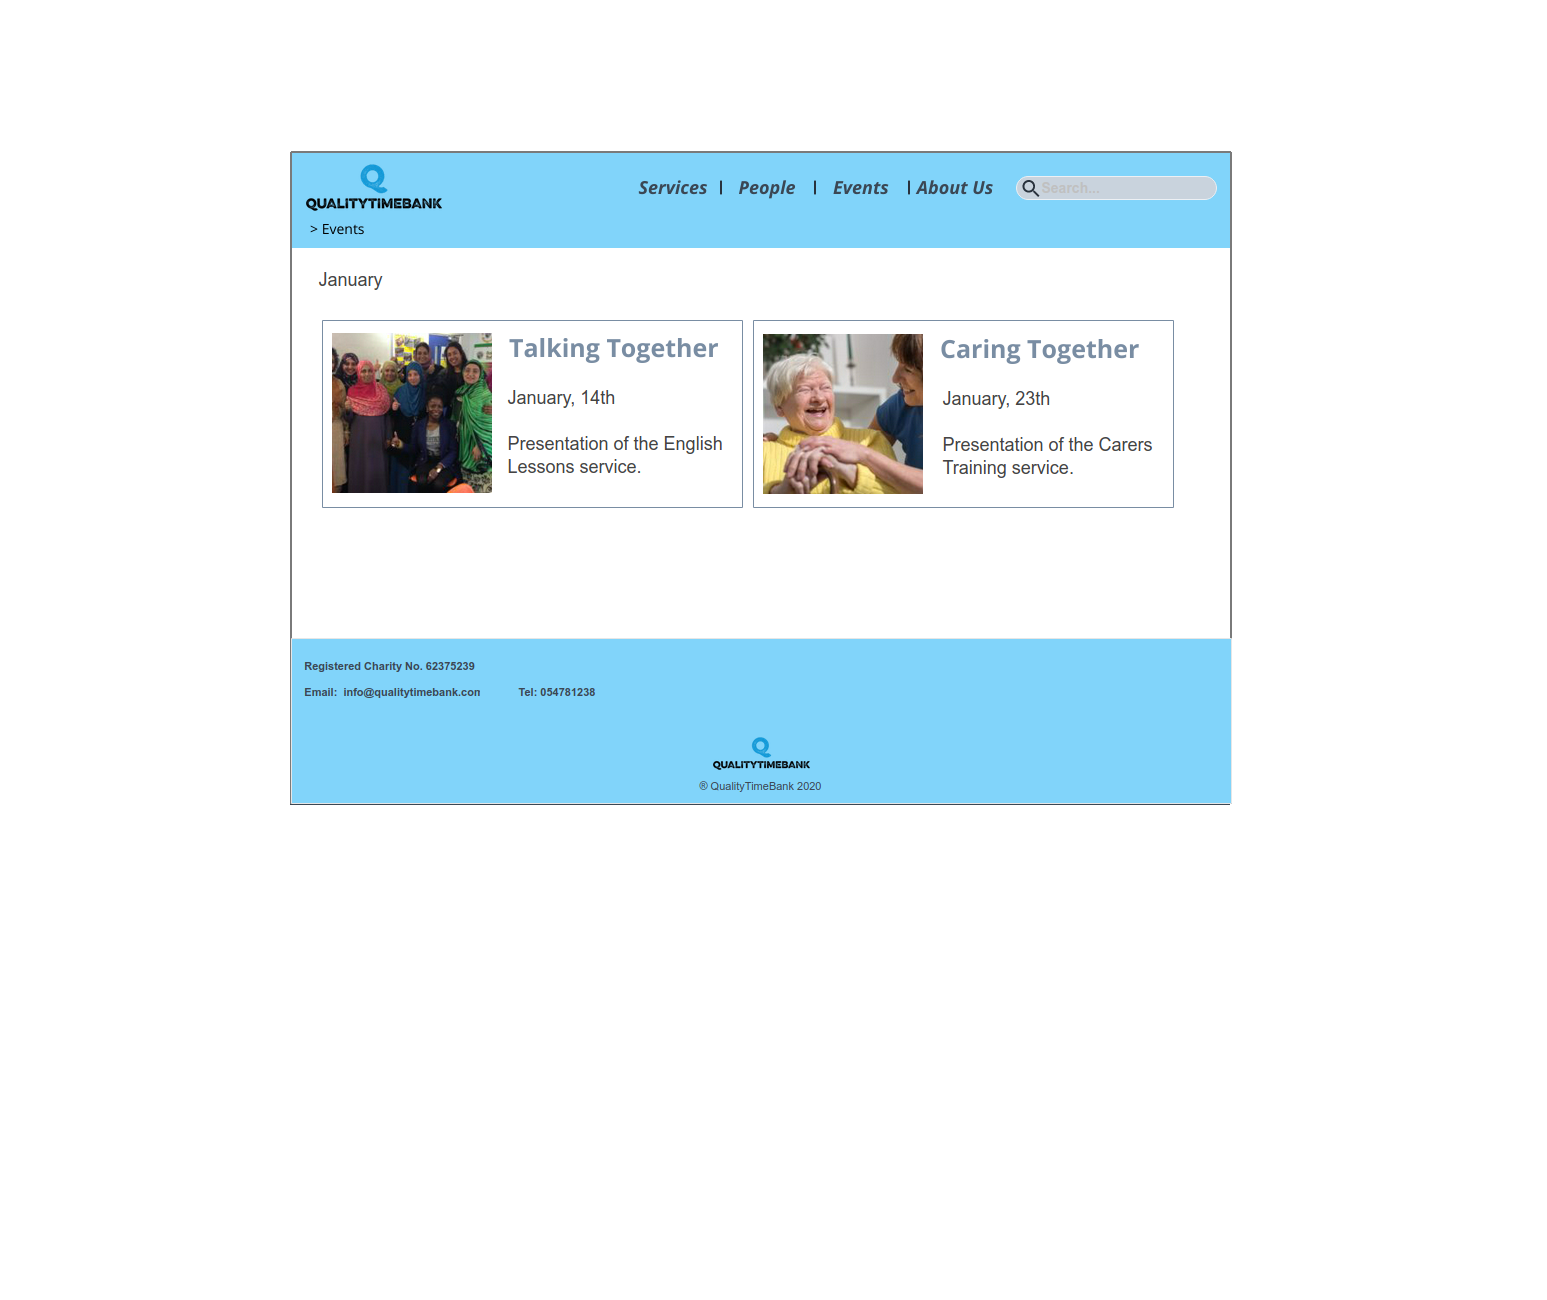 QUALITYTIMEBANK
Services | People | Events | About Us
Search...
> Events
January
Talking Together
January, 14th
Presentation of the English
Lessons service.
Caring Together
January, 23th
Presentation of the Carers
Training service.
Registered Charity No. 62375239
Email: info@qualitytimebank.con
Tel: 054781238
QUALITYTIMEBANK
® QualityTimeBank 2020